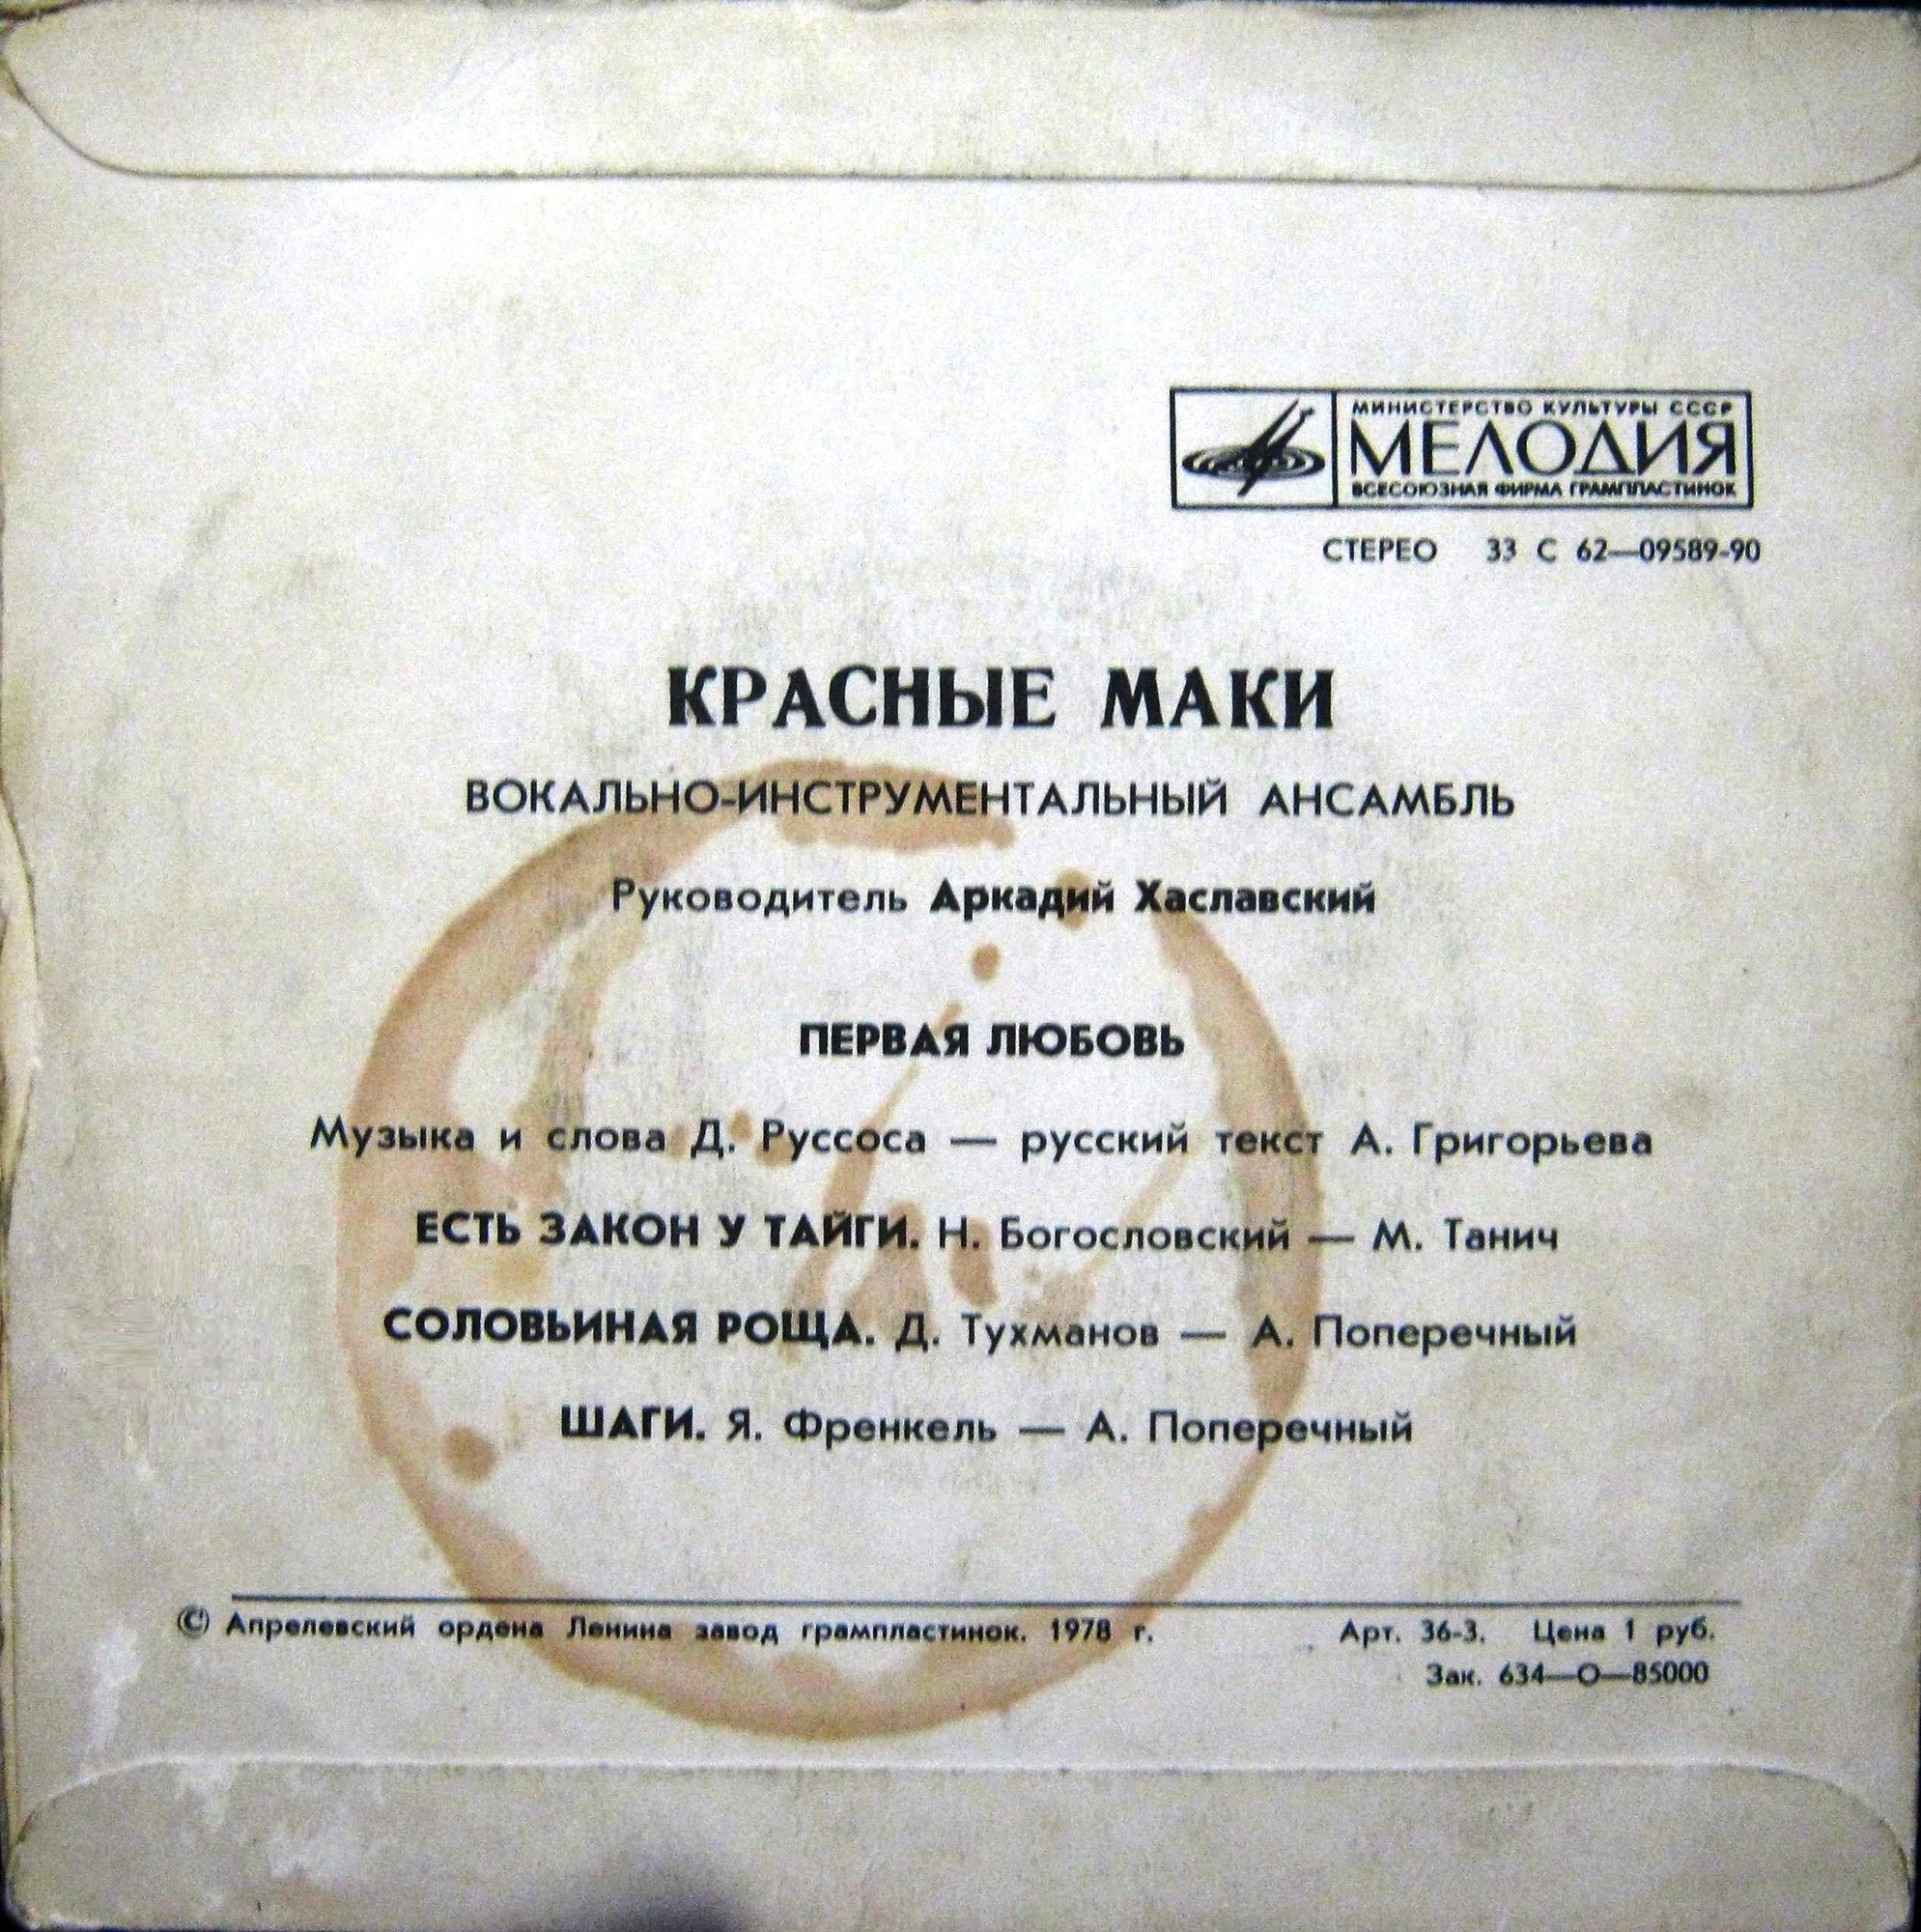 МИНИСТЕРСТВО КУЛЬТУРЫ СССР
МЕЛОДИЯ
ВСЕСОЮЗНАЯ ФИРМА ГРАМПЛАСТИНОК
СТЕРЕО 33 С 62—09589-90
КРАСНЫЕ МАКИ
ВОКАЛЬНО-ИНСТРУМЕНТАЛЬНЫЙ АНСАМБЛЬ
Руководитель Аркадий Хаславский
ПЕРВАЯ ЛЮБОВЬ
Музыка и слова Д. Руссоса — русский текст А. Григорьева
ЕСТЬ ЗАКОН У ТАЙГИ. Н. Богословский — М. Танич
СОЛОВЬИНАЯ РОЩА. Д. Тухманов — А. Поперечный
ШАГИ. Я. Френкель — А. Поперечный
© Апрелевский ордена Ленина завод грампластинок. 1978 г. Арт. 36-3. Цена 1 руб.
Зак. 634—О—85000